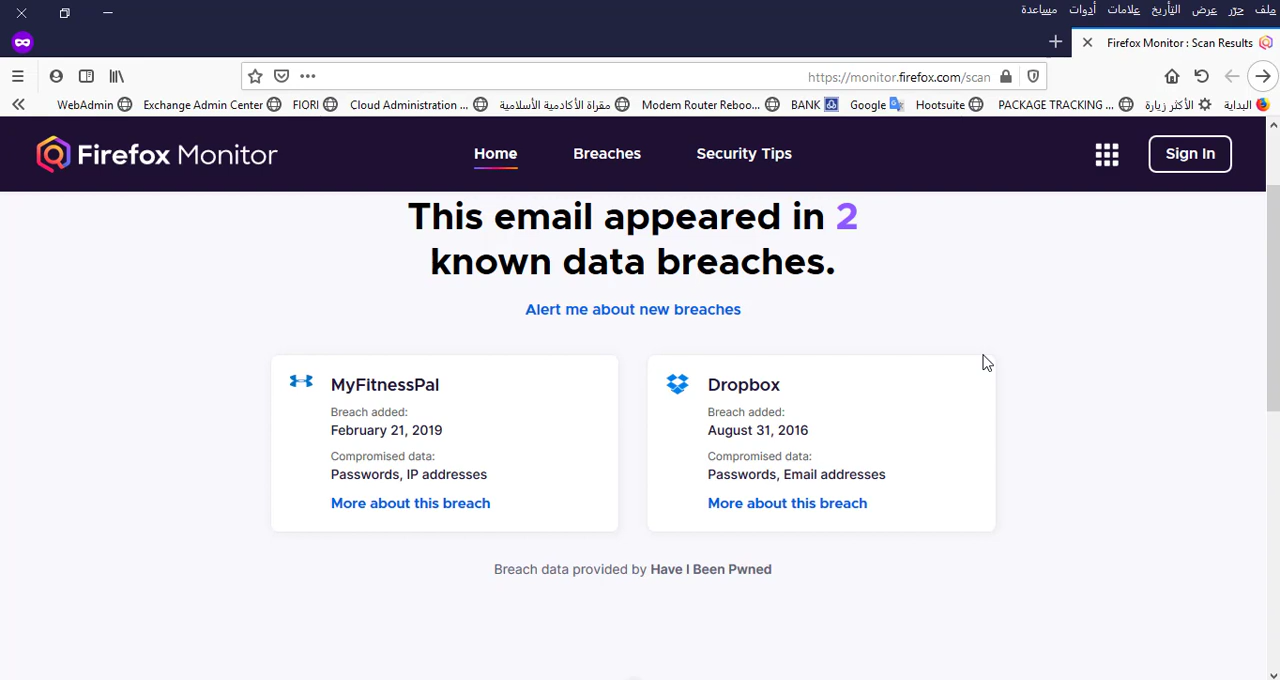 ملف حرّر عرض التأريخ علامات أدوات مساعدة
Firefox Monitor : Scan Results
https://monitor.firefox.com/scan
البداية
الأكثر زيارة
PACKAGE TRACKING ...
Hootsuite
Google
BANK
Modem Router Reboo...
مقراة الأكاديمية الأسلامية
Cloud Administration ...
FIORI
Exchange Admin Center
WebAdmin
Firefox Monitor
Home
Breaches
Security Tips
Sign In
This email appeared in 2
known data breaches.
Alert me about new breaches
MyFitnessPal
Breach added:
February 21, 2019
Compromised data:
Passwords, IP addresses
More about this breach
Dropbox
Breach added:
August 31, 2016
Compromised data:
Passwords, Email addresses
More about this breach
Breach data provided by Have I Been Pwned